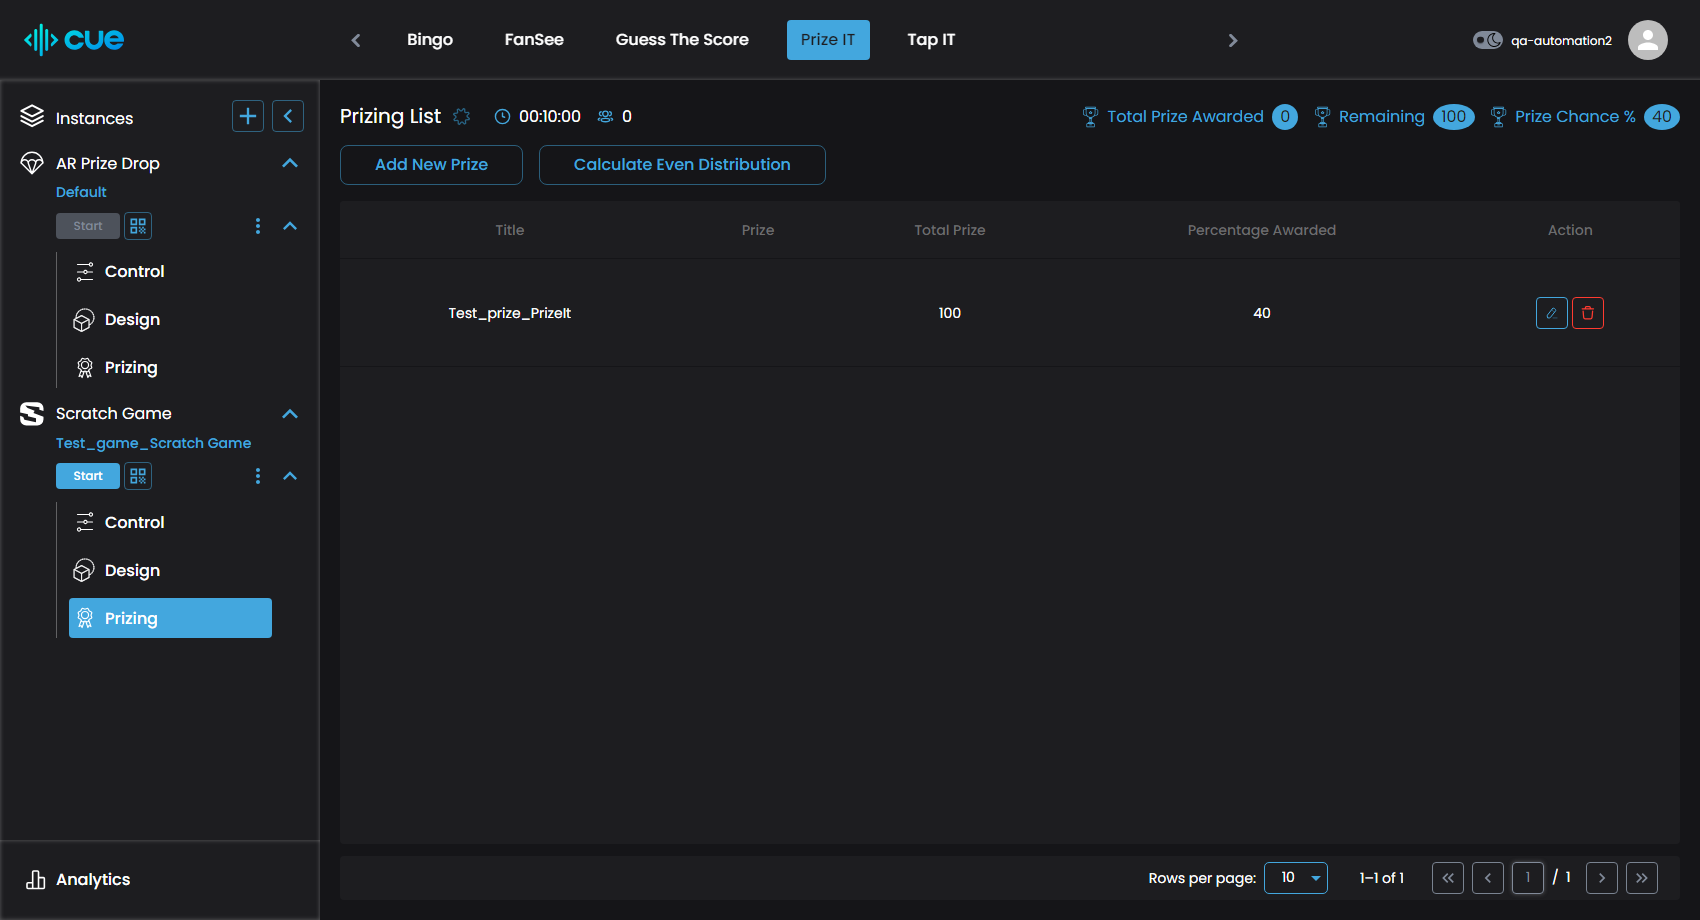 cue
Bingo FanSee Guess The Score Prize IT Tap IT
qa-automation2
Instances
AR Prize Drop
Default
Start
Control
Design
Prizing
Scratch Game
Test_game_Scratch Game
Start
Control
Design
Prizing
Analytics
Prizing List 00:10:00 0
Total Prize Awarded 0 Remaining 100 Prize Chance % 40
Add New Prize Calculate Even Distribution
Title Prize Total Prize Percentage Awarded Action
Test_prize_PrizeIt 100 40
Rows per page: 10 1-1 of 1 1 / 1